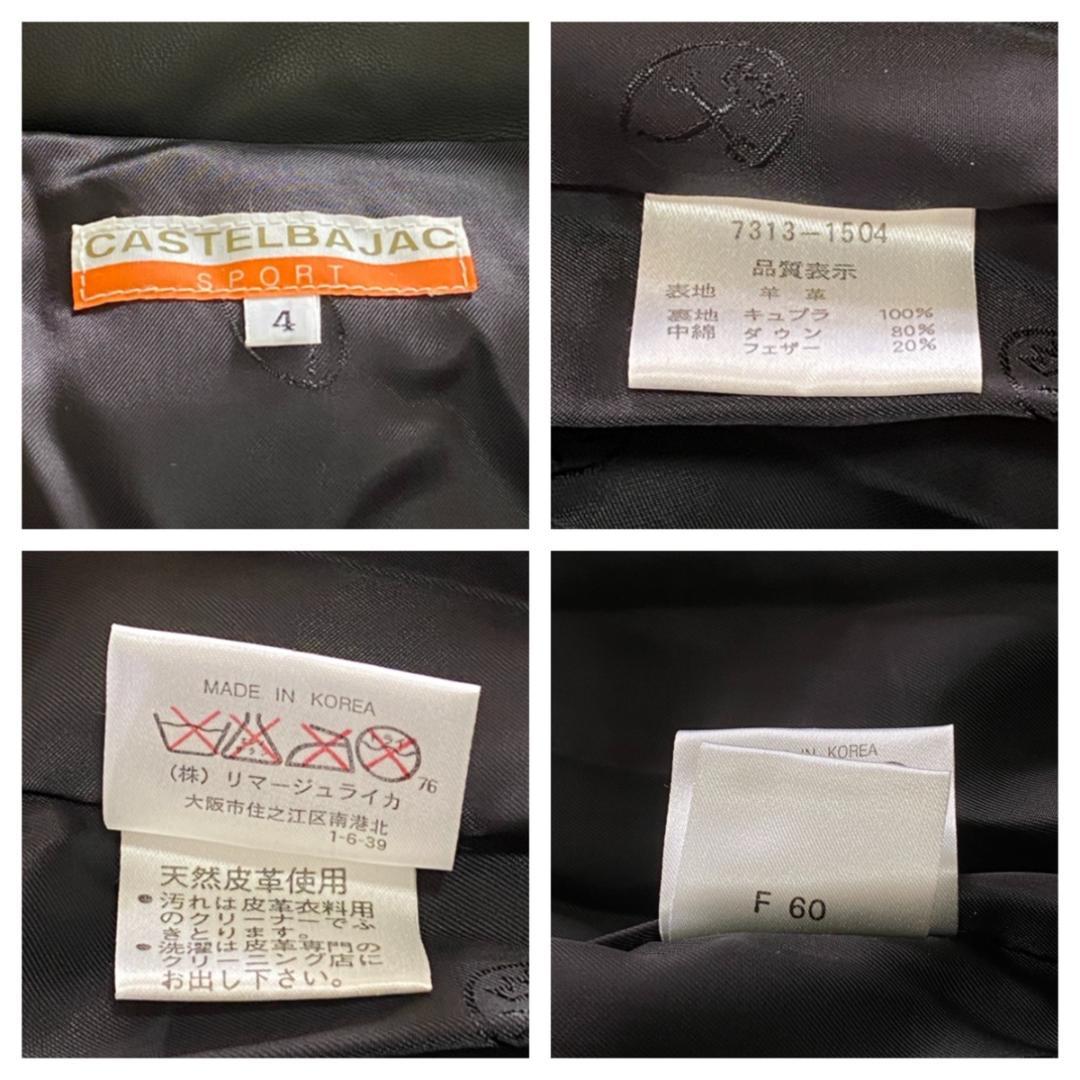 CASTELBAJAC
SPORT
4
7313-1504
品質表示
表地 羊革
裏地 キュプラ 100%
中綿 ダウン 80%
フェザー 20%
MADE IN KOREA
(株) リマージュライカ 76
大阪市住之江区南港北
1-6-39
天然皮革使用
● 汚れは皮革衣料用
のクリーナーでふ
きとります。
● 洗濯は皮革専門の
クリーニング店に
お出し下さい。
IN KOREA
F 60